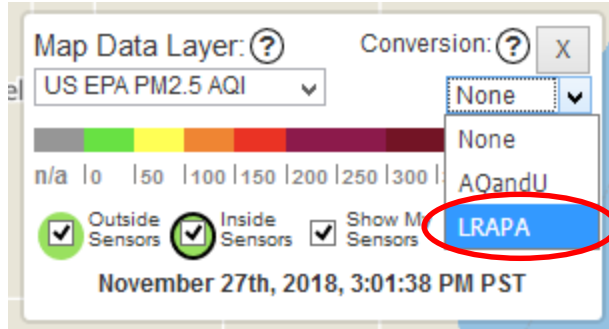 Map Data Layer: ? Conversion: ? X
US EPA PM2.5 AQI None
None
n/a 0 50 100 150 200 250 300
AQandU
Outside Sensors Inside Sensors Show
LRAPA
November 27th, 2018, 3:01:38 PM PST